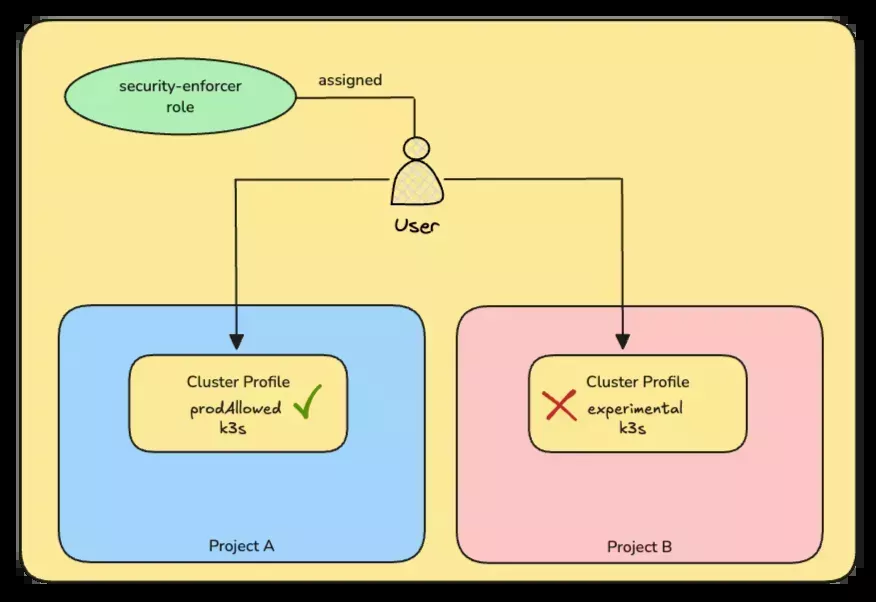 security-enforcer
role
assigned
User
Cluster Profile
prodAllowed
k3s
Cluster Profile
experimental
k3s
Project A
Project B